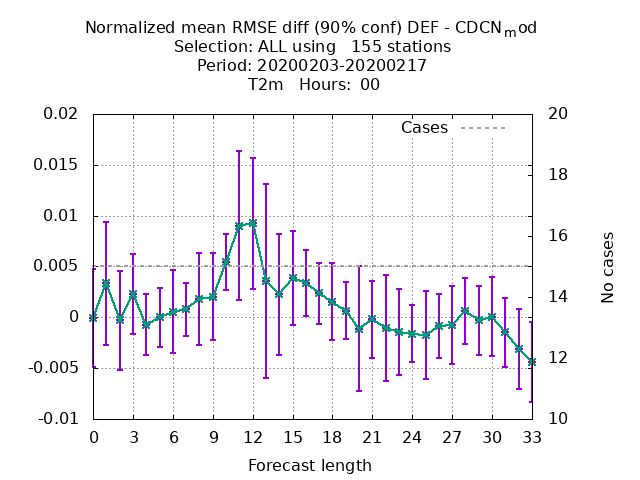 Normalized mean RMSE diff (90% conf) DEF - CDCNmod
Selection: ALL using   155 stations
Period: 20200203-20200217
T2m   Hours:  00
Cases
0.02
0.015
0.01
0.005
0
-0.005
-0.01
20
18
16
14
12
10
No cases
0 3 6 9 12 15 18 21 24 27 30 33
Forecast length